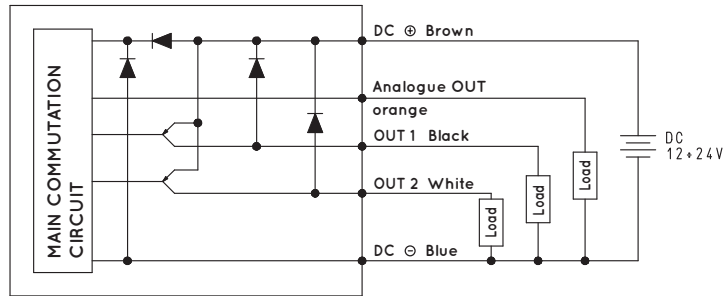 MAIN COMMUTATION
CIRCUIT
DC ⊕ Brown
Analogue OUT
orange
OUT 1 Black
OUT 2 White
DC ⊖ Blue
Load
Load
Load
DC
12÷24V